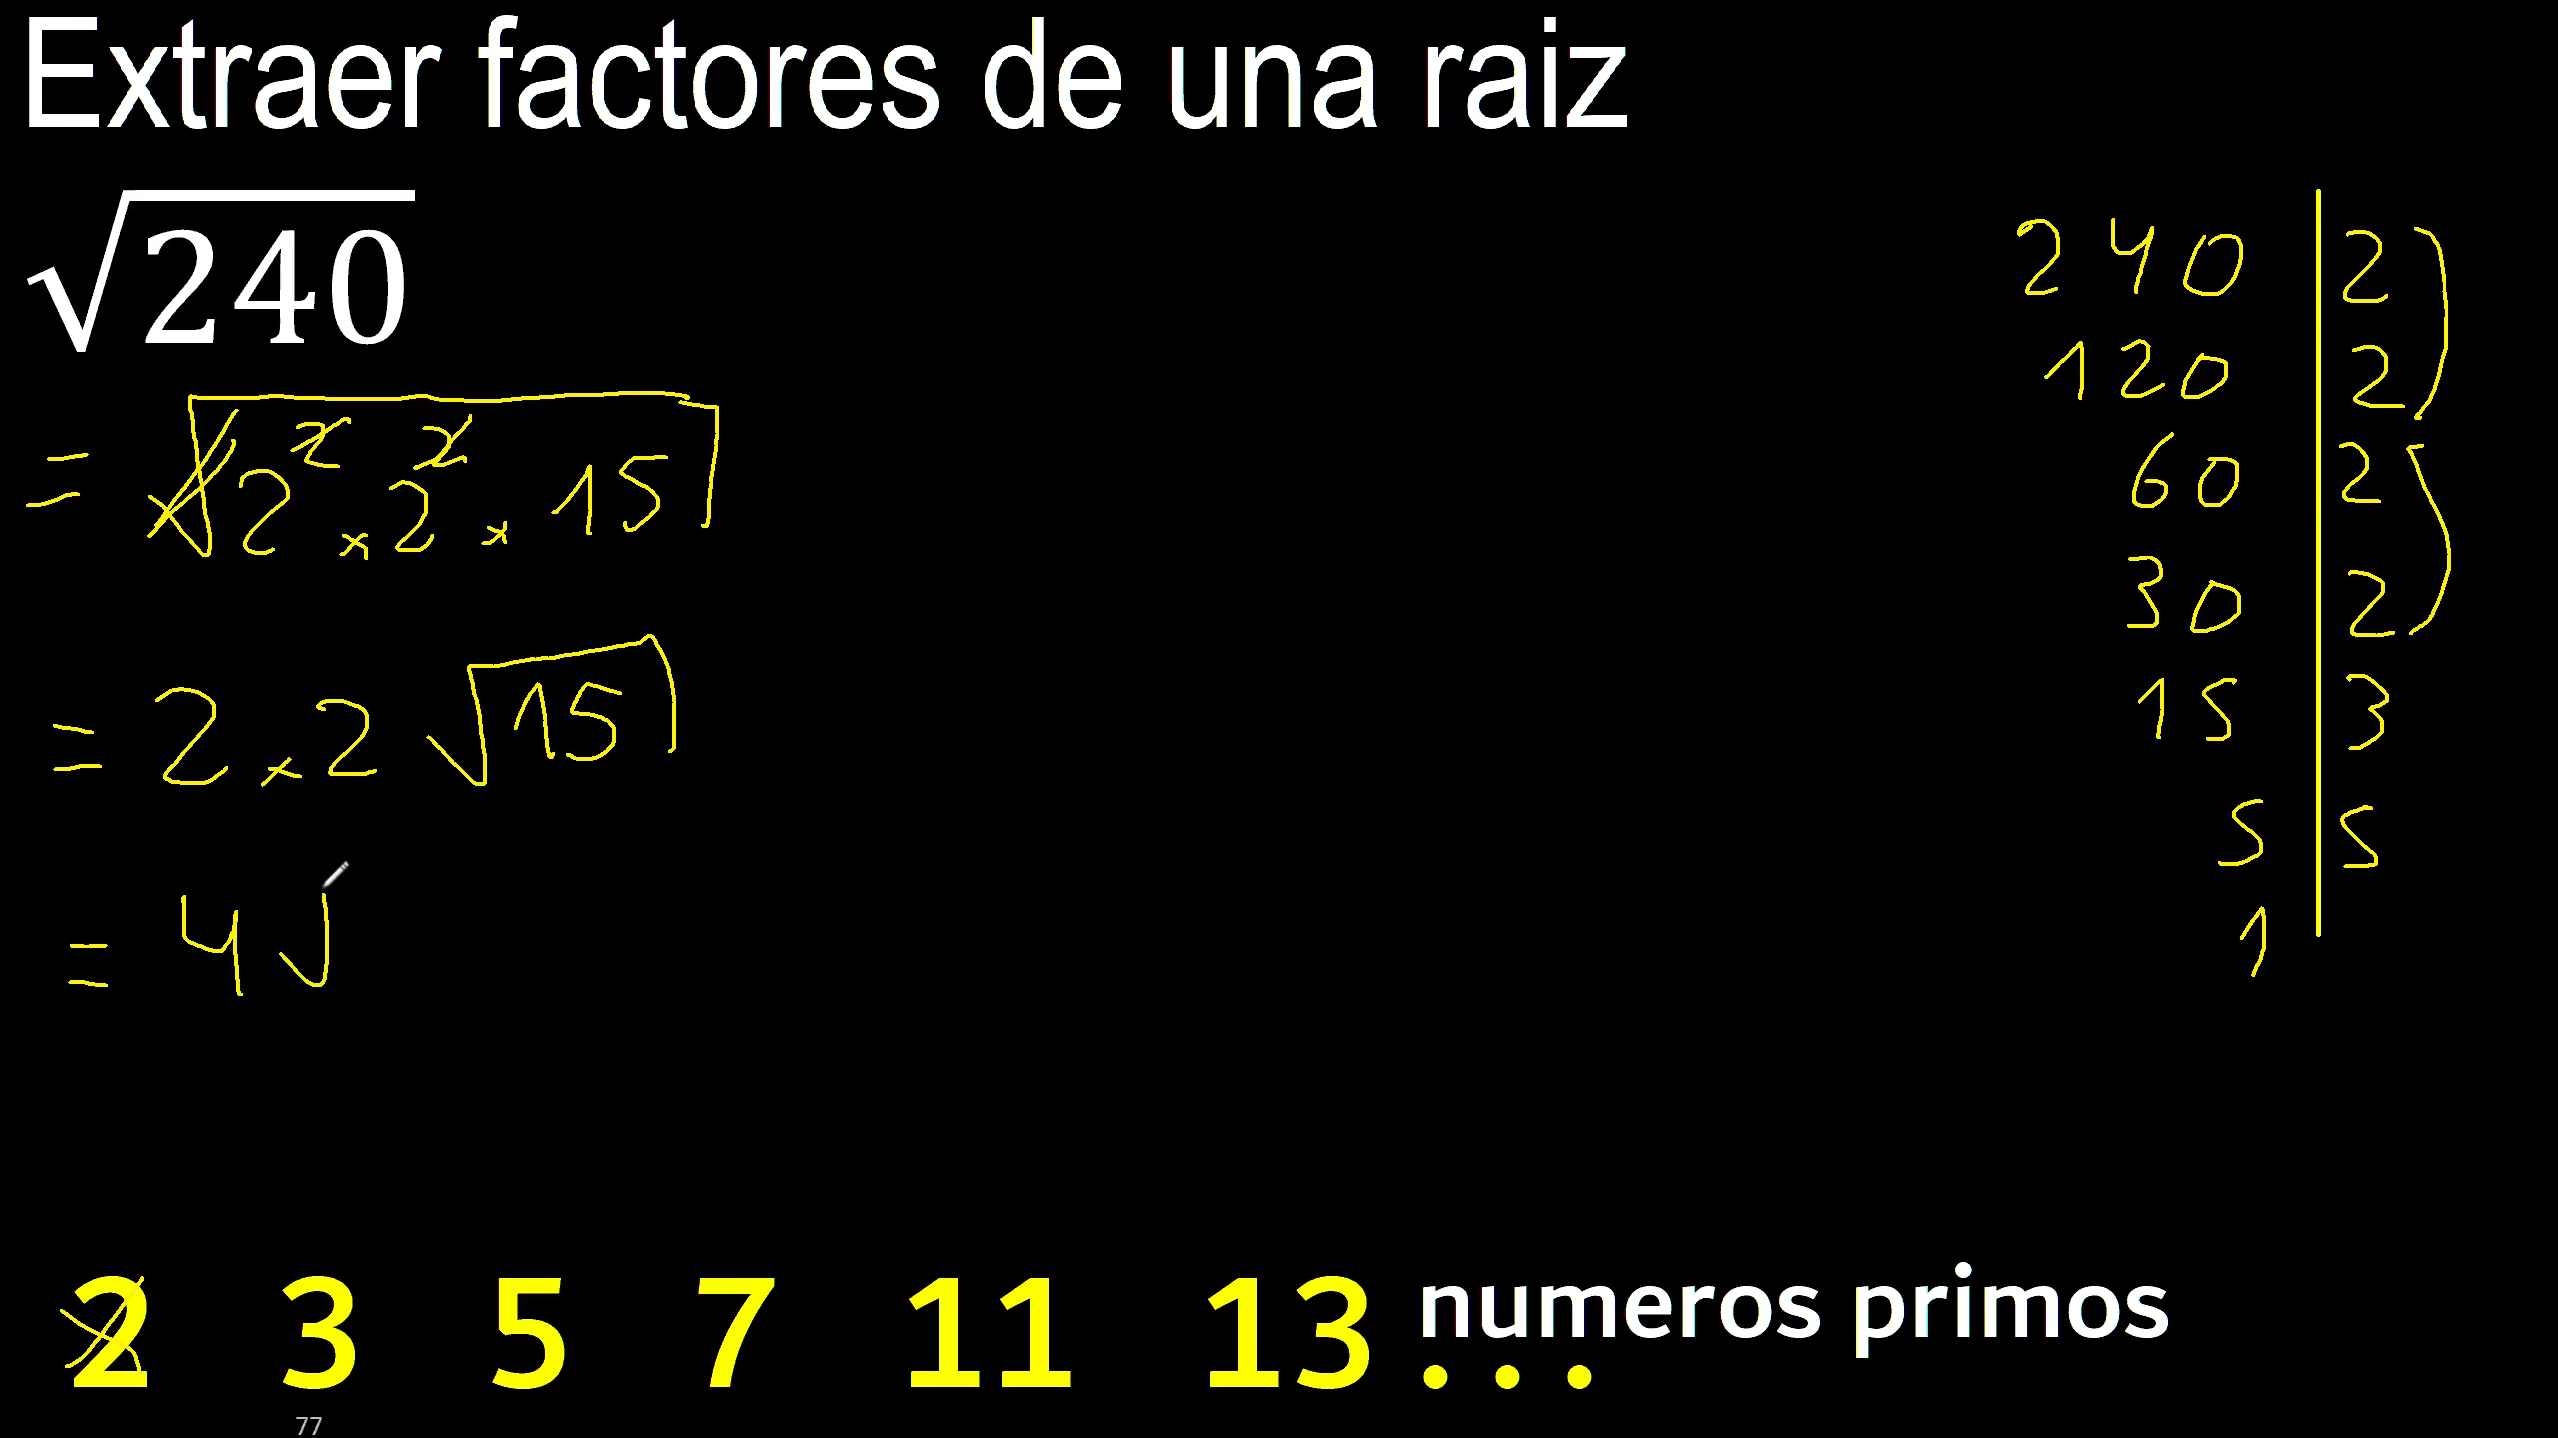 Extraer factores de una raiz
√240
= √2² × 2² × 15
= 2 × 2 √15
= 4√
240 | 2
120 | 2
60 | 2
30 | 2
15 | 3
5 | 5
1
2 3 5 7 11 13 ... numeros primos
77